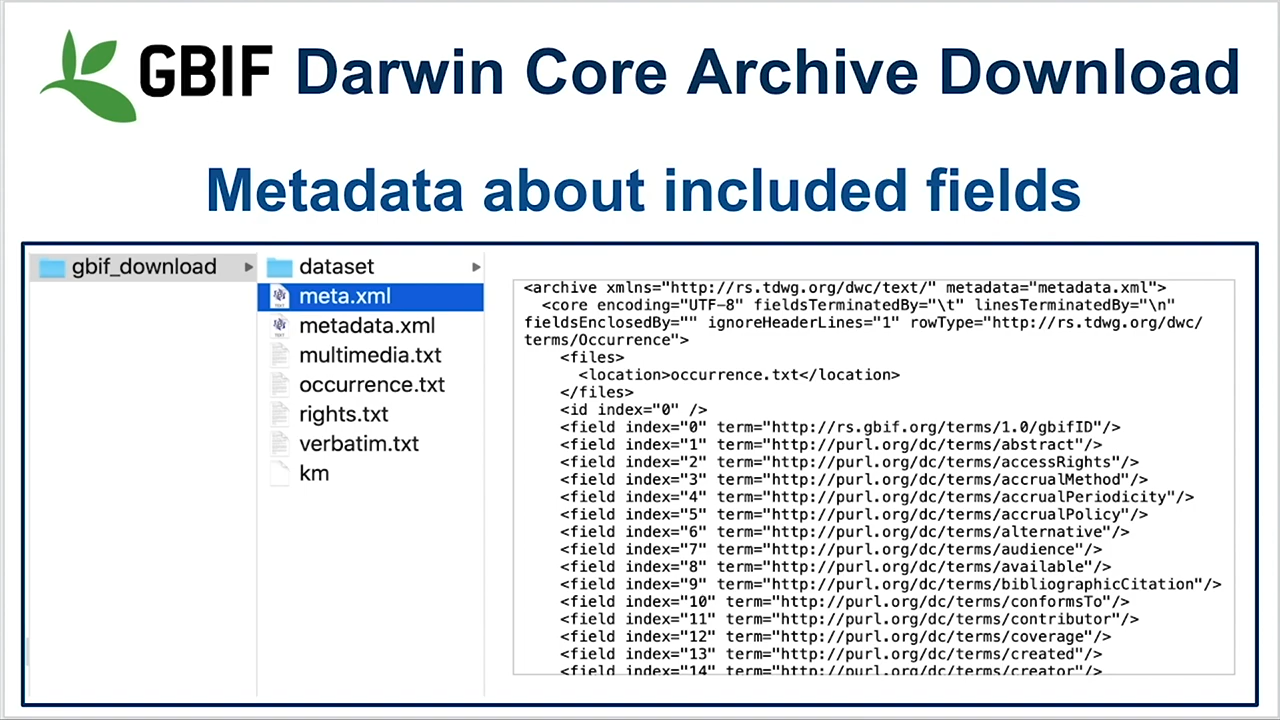 GBIF Darwin Core Archive Download
Metadata about included fields
gbif_download
dataset
meta.xml
metadata.xml
multimedia.txt
occurrence.txt
rights.txt
verbatim.txt
km
<archive xmlns="http://rs.tdwg.org/dwc/text/" metadata="metadata.xml">
<core encoding="UTF-8" fieldsTerminatedBy="\t" linesTerminatedBy="\n"
fieldsEnclosedBy="" ignoreHeaderLines="1" rowType="http://rs.tdwg.org/dwc/
terms/Occurrence">
<files>
<location>occurrence.txt</location>
</files>
<id index="0" />
<field index="0" term="http://rs.gbif.org/terms/1.0/gbifID"/>
<field index="1" term="http://purl.org/dc/terms/abstract"/>
<field index="2" term="http://purl.org/dc/terms/accessRights"/>
<field index="3" term="http://purl.org/dc/terms/accrualMethod"/>
<field index="4" term="http://purl.org/dc/terms/accrualPeriodicity"/>
<field index="5" term="http://purl.org/dc/terms/accrualPolicy"/>
<field index="6" term="http://purl.org/dc/terms/alternative"/>
<field index="7" term="http://purl.org/dc/terms/audience"/>
<field index="8" term="http://purl.org/dc/terms/available"/>
<field index="9" term="http://purl.org/dc/terms/bibliographicCitation"/>
<field index="10" term="http://purl.org/dc/terms/conformsTo"/>
<field index="11" term="http://purl.org/dc/terms/contributor"/>
<field index="12" term="http://purl.org/dc/terms/coverage"/>
<field index="13" term="http://purl.org/dc/terms/created"/>
<field index="14" term="http://purl.org/dc/terms/creator"/>